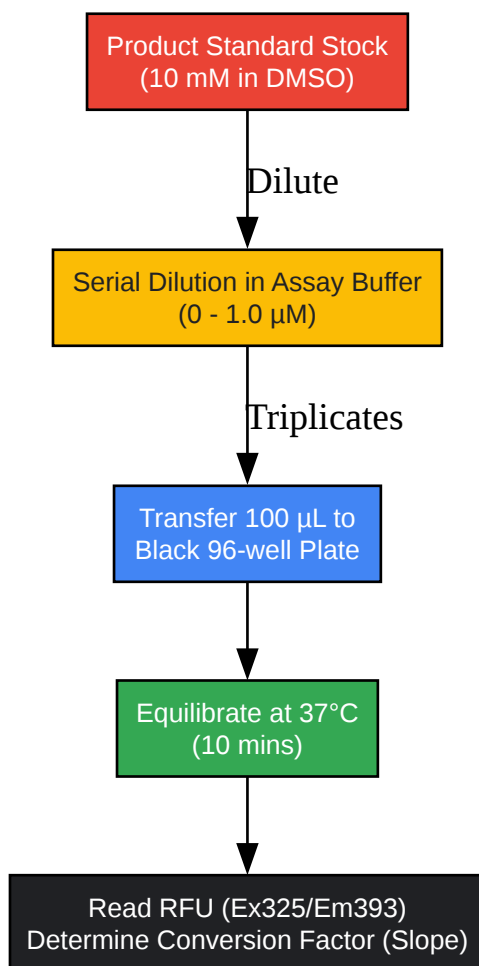 Product Standard Stock
(10 mM in DMSO)
Dilute
Serial Dilution in Assay Buffer
(0 - 1.0 µM)
Triplicates
Transfer 100 µL to
Black 96-well Plate
Equilibrate at 37°C
(10 mins)
Read RFU (Ex325/Em393)
Determine Conversion Factor (Slope)